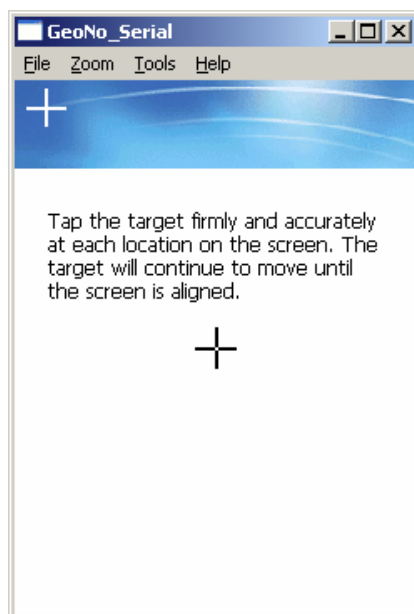 GeoNo_Serial
File Zoom Tools Help
Tap the target firmly and accurately
at each location on the screen. The
target will continue to move until
the screen is aligned.